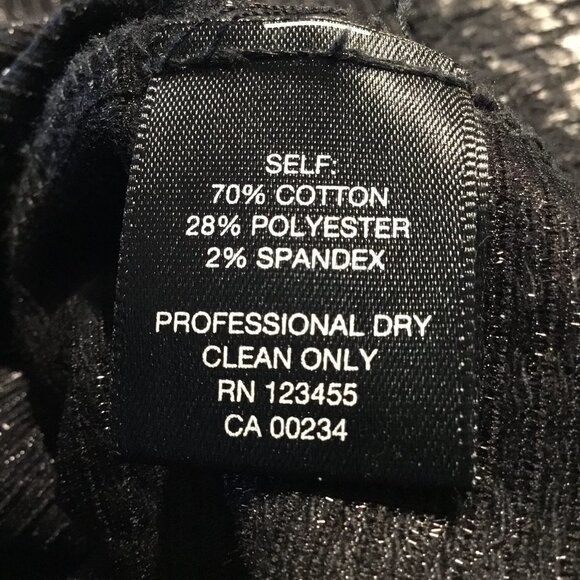 SELF:
70% COTTON
28% POLYESTER
2% SPANDEX
PROFESSIONAL DRY
CLEAN ONLY
RN 123455
CA 00234